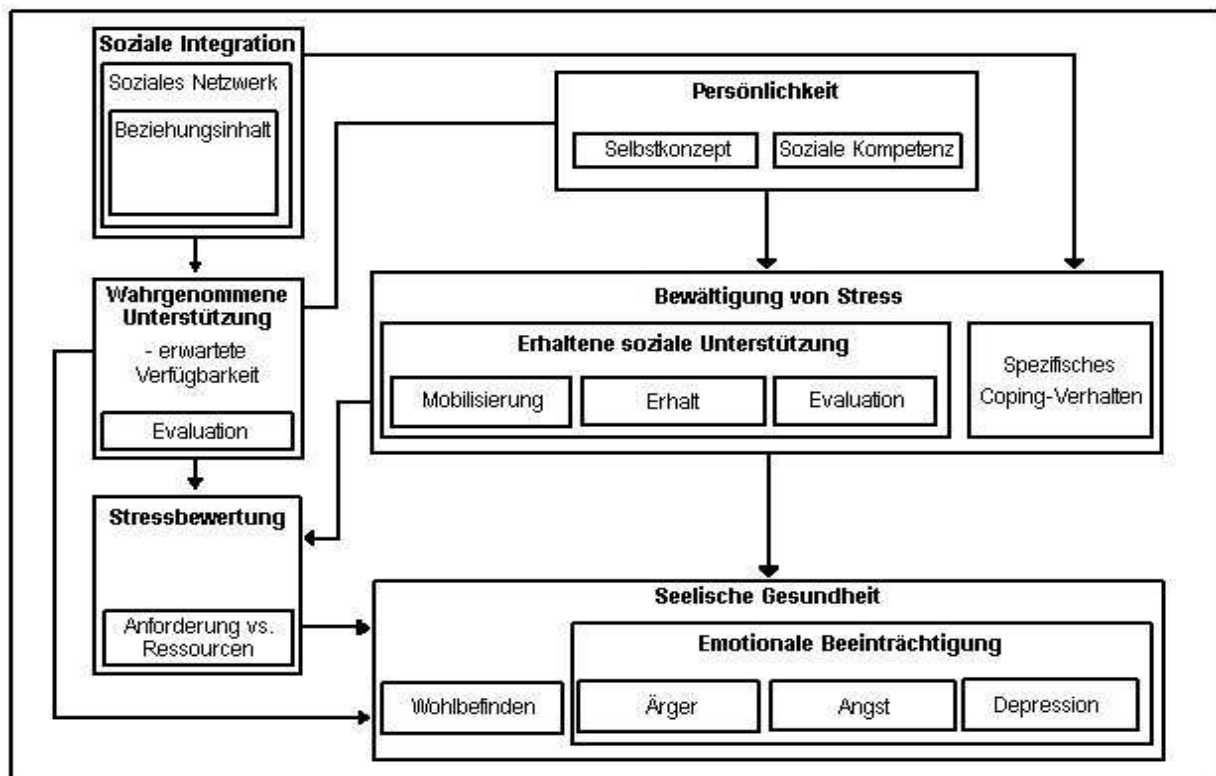 Soziale Integration
Soziales Netzwerk
Beziehungsinhalt
Persönlichkeit
Selbstkonzept
Soziale Kompetenz
Wahrgenommene
Unterstützung
- erwartete
Verfügbarkeit
Evaluation
Bewältigung von Stress
Erhaltene soziale Unterstützung
Mobilisierung
Erhalt
Evaluation
Spezifisches
Coping-Verhalten
Stressbewertung
Anforderung vs.
Ressourcen
Seelische Gesundheit
Emotionale Beeinträchtigung
Wohlbefinden
Ärger
Angst
Depression